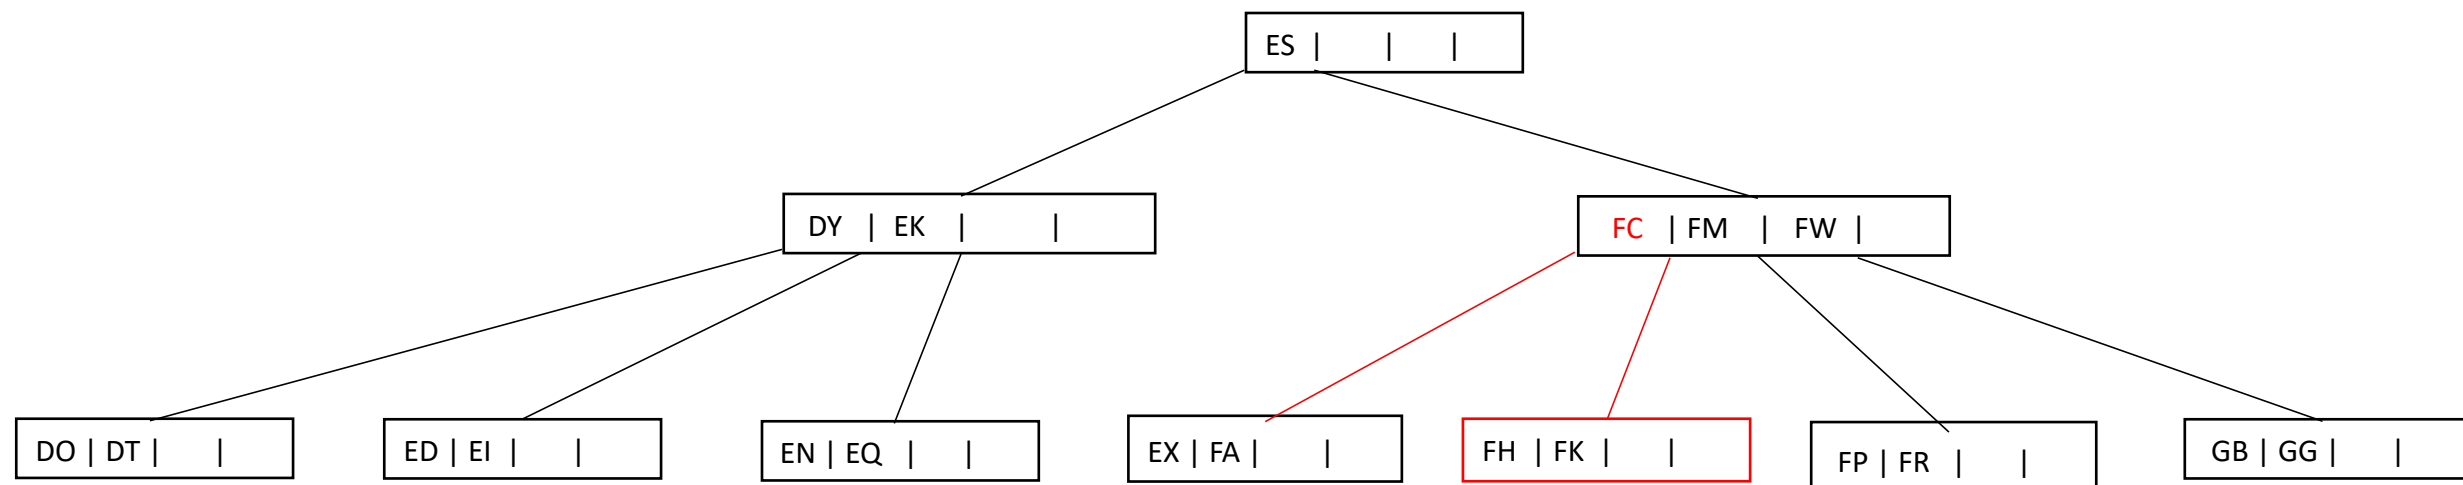 ES | | |
DY | EK | |
FC | FM | FW |
DO | DT | |
ED | EI | |
EN | EQ | |
EX | FA | |
FH | FK | |
FP | FR | |
GB | GG | |